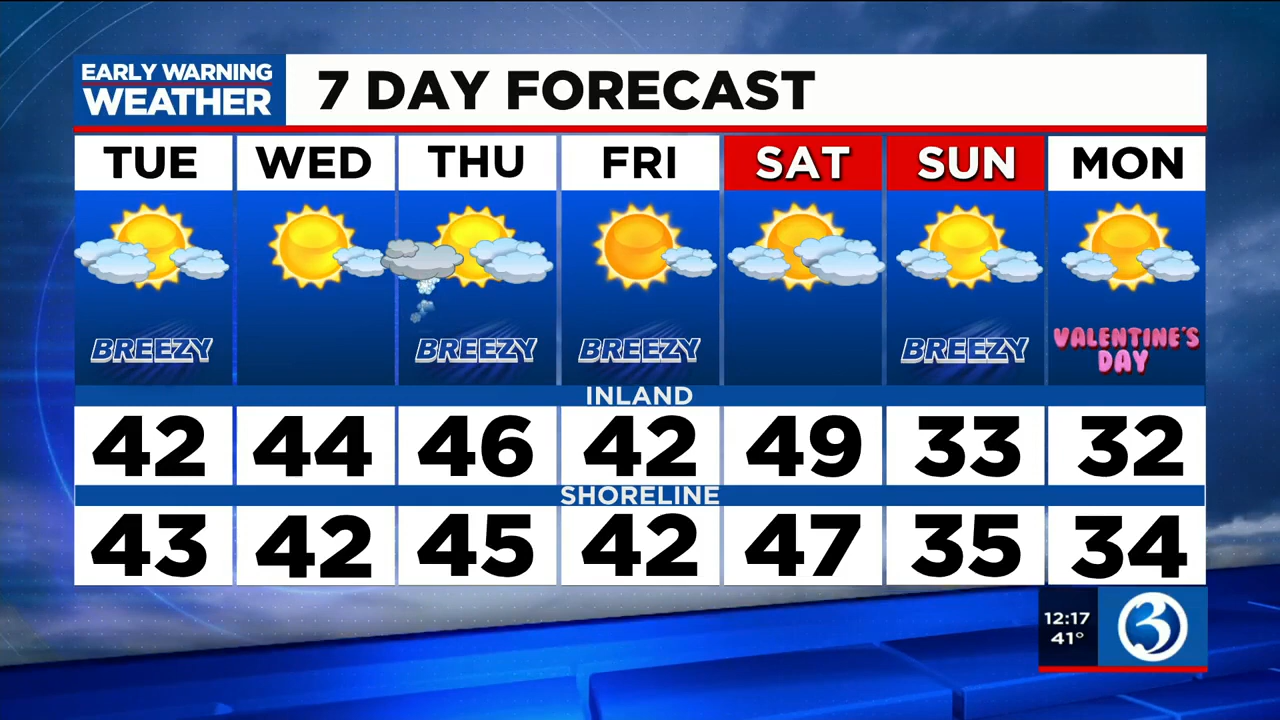 EARLY WARNING
WEATHER
7 DAY FORECAST
TUE WED THU FRI SAT SUN MON
BREEZY BREEZY BREEZY BREEZY VALENTINE'S
DAY
INLAND
42 44 46 42 49 33 32
SHORELINE
43 42 45 42 47 35 34
12:17
41°
3